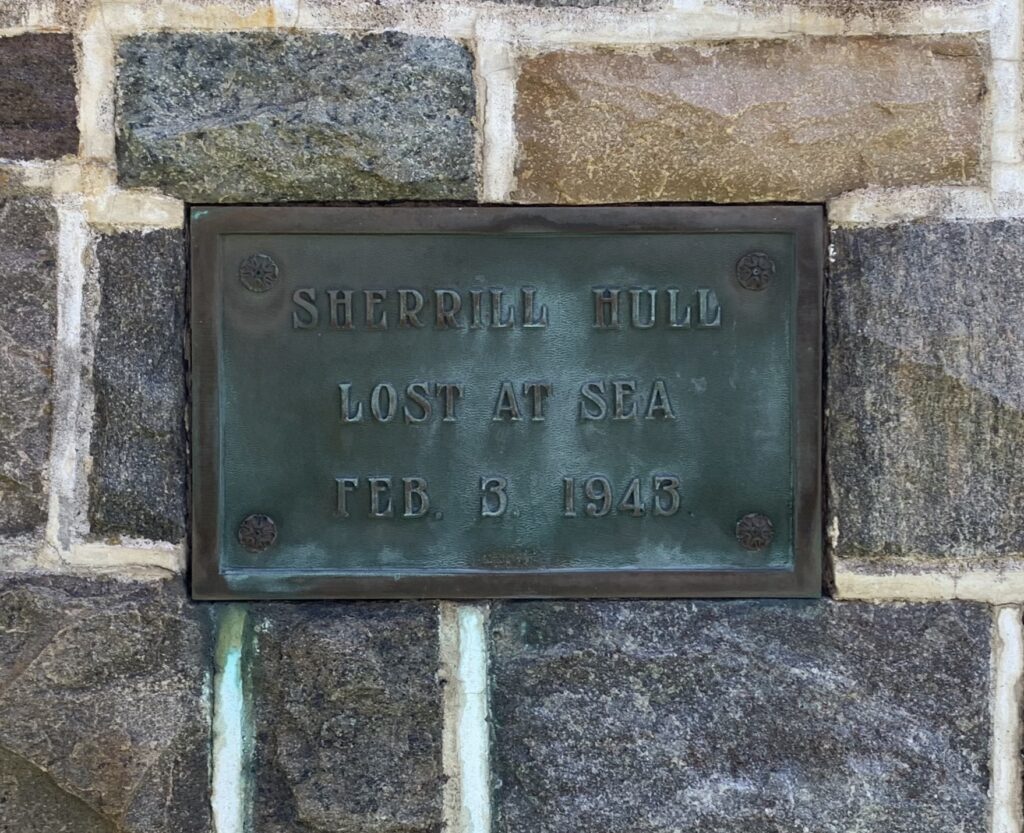 SHERRILL HULL
LOST AT SEA
FEB. 3. 1943.